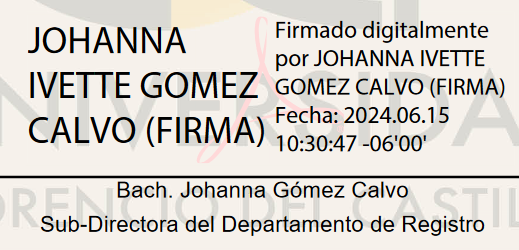 JOHANNA
IVETTE GOMEZ
CALVO (FIRMA)
Firmado digitalmente
por JOHANNA IVETTE
GOMEZ CALVO (FIRMA)
Fecha: 2024.06.15
10:30:47 -06'00'
Bach. Johanna Gómez Calvo
Sub-Directora del Departamento de Registro